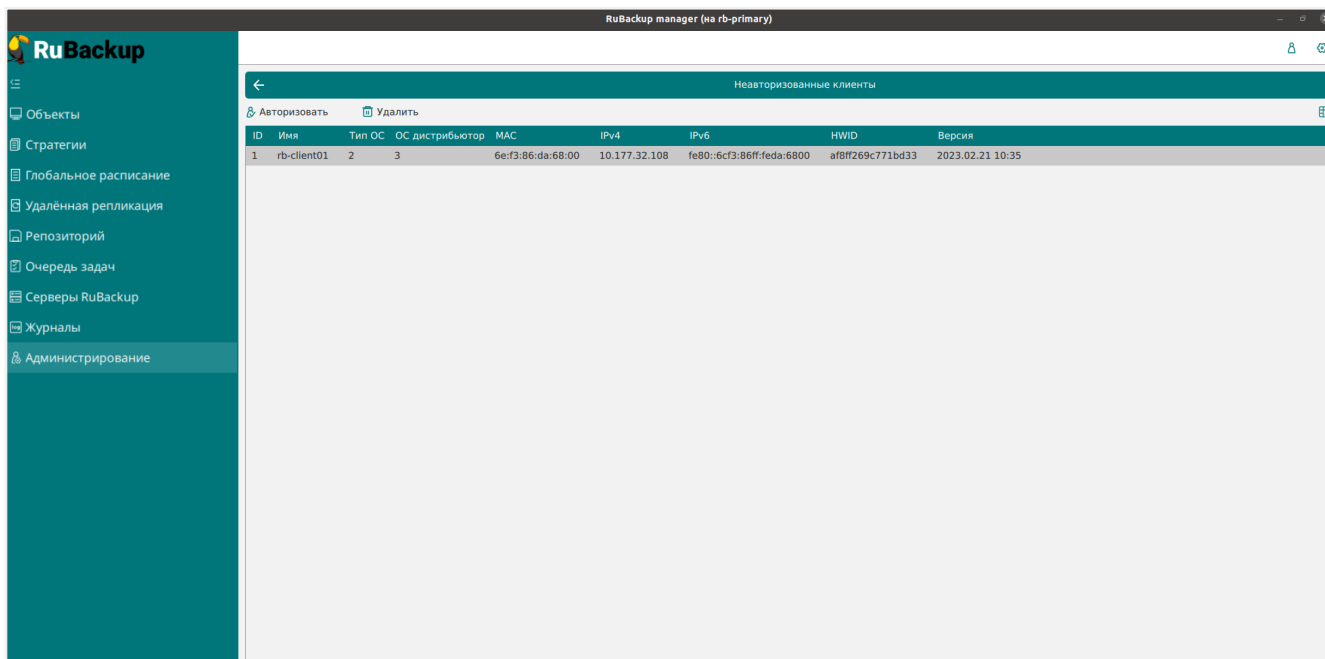 RuBackup manager (на rb-primary)
RuBackup
Неавторизованные клиенты
Авторизовать Удалить
ID Имя Тип ОС ОС дистрибьютор MAC IPv4 IPv6 HWID Версия
1 rb-client01 2 3 6e:f3:86:da:68:00 10.177.32.108 fe80::6cf3:86ff:feda:6800 af8ff269c771bd33 2023.02.21 10:35
Объекты
Стратегии
Глобальное расписание
Удалённая репликация
Репозиторий
Очередь задач
Серверы RuBackup
Журналы
Администрирование